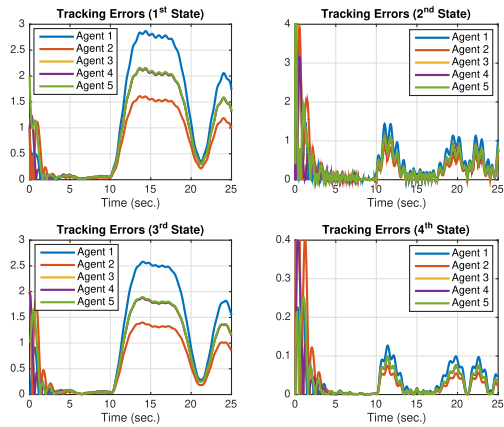 Tracking Errors (1st State)
3
2.5
2
1.5
1
0.5
0
Agent 1
Agent 2
Agent 3
Agent 4
Agent 5
0 5 10 15 20 25
Time (sec.)
Tracking Errors (2nd State)
4
3
2
1
0
Agent 1
Agent 2
Agent 3
Agent 4
Agent 5
0 5 10 15 20 25
Time (sec.)
Tracking Errors (3rd State)
3
2.5
2
1.5
1
0.5
0
Agent 1
Agent 2
Agent 3
Agent 4
Agent 5
0 5 10 15 20 25
Time (sec.)
Tracking Errors (4th State)
0.4
0.3
0.2
0.1
0
Agent 1
Agent 2
Agent 3
Agent 4
Agent 5
0 5 10 15 20 25
Time (sec.)